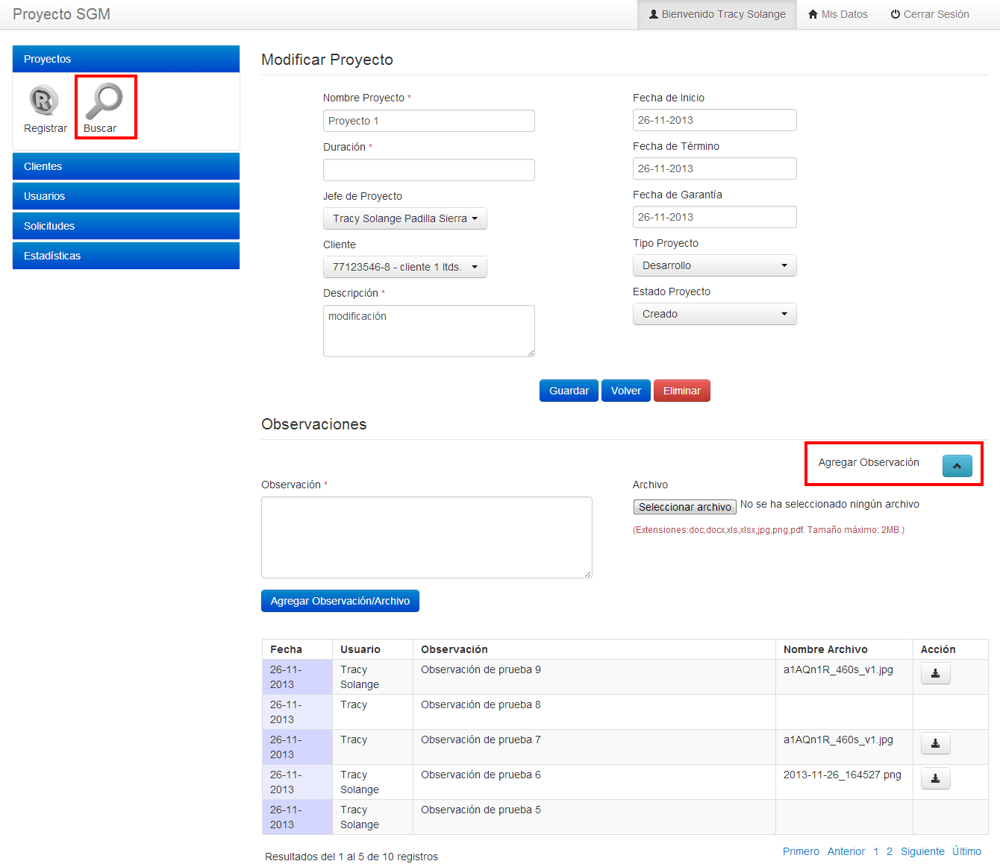 Proyecto SGM
Bienvenido Tracy Solange
Mis Datos
Cerrar Sesión
Proyectos
Registrar
Buscar
Clientes
Usuarios
Solicitudes
Estadísticas
Modificar Proyecto
Nombre Proyecto *
Proyecto 1
Duración *
Jefe de Proyecto
Tracy Solange Padilla Sierra
Cliente
77123546-8 - cliente 1 ltds.
Descripción *
modificación
Fecha de Inicio
26-11-2013
Fecha de Término
26-11-2013
Fecha de Garantía
26-11-2013
Tipo Proyecto
Desarrollo
Estado Proyecto
Creado
Guardar
Volver
Eliminar
Observaciones
Agregar Observación
Observación *
Archivo
Seleccionar archivo No se ha seleccionado ningún archivo
(Extensiones:doc,docx,xls,xlsx,jpg,png,pdf. Tamaño máximo: 2MB.)
Agregar Observación/Archivo
Fecha Usuario Observación Nombre Archivo Acción
26-11- Tracy Observación de prueba 9 a1AQn1R_460s_v1.jpg
2013 Solange
26-11- Tracy Observación de prueba 8
2013
26-11- Tracy Observación de prueba 7 a1AQn1R_460s_v1.jpg
2013
26-11- Tracy Observación de prueba 6 2013-11-26_164527.png
2013 Solange
26-11- Tracy Observación de prueba 5
2013 Solange
Resultados del 1 al 5 de 10 registros
Primero Anterior 1 2 Siguiente Último